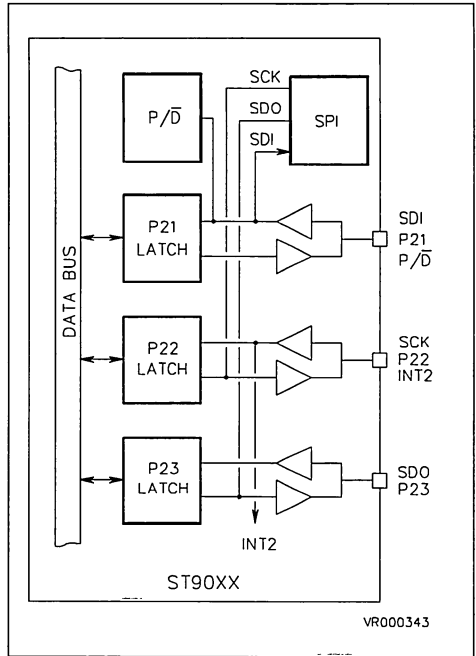 SCK
SDO
SDI
P/D̅
SPI
DATA BUS
P21
LATCH
SDI
P21
P/D̅
P22
LATCH
SCK
P22
INT2
P23
LATCH
SDO
P23
INT2
ST90XX
VR000343